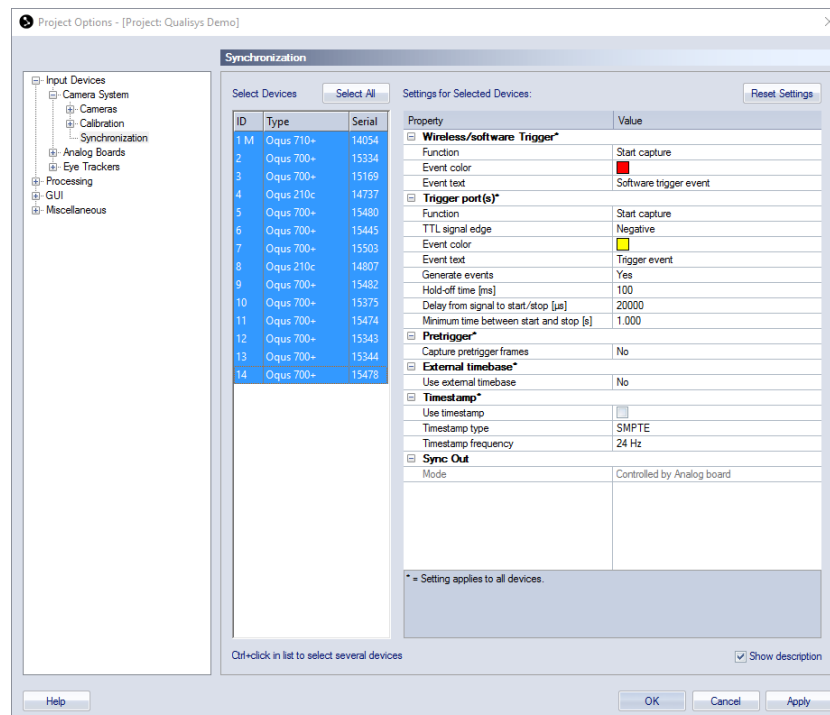 Project Options - [Project: Qualisys Demo]
Synchronization
Input Devices
Camera System
Cameras
Calibration
Synchronization
Analog Boards
Eye Trackers
Processing
GUI
Miscellaneous
Select Devices Select All
ID Type Serial
1 M Oqus 710+ 14054
2 Oqus 700+ 15334
3 Oqus 700+ 15169
4 Oqus 210c 14737
5 Oqus 700+ 15480
6 Oqus 700+ 15445
7 Oqus 700+ 15503
8 Oqus 210c 14807
9 Oqus 700+ 15482
10 Oqus 700+ 15375
11 Oqus 700+ 15474
12 Oqus 700+ 15343
13 Oqus 700+ 15344
14 Oqus 700+ 15478
Ctrl+click in list to select several devices
Settings for Selected Devices: Reset Settings
Property Value
Wireless/software Trigger*
Function Start capture
Event color
Event text Software trigger event
Trigger port(s)*
Function Start capture
TTL signal edge Negative
Event color
Event text Trigger event
Generate events Yes
Hold-off time [ms] 100
Delay from signal to start/stop [µs] 20000
Minimum time between start and stop [s] 1.000
Pretrigger*
Capture pretrigger frames No
External timebase*
Use external timebase No
Timestamp*
Use timestamp
Timestamp type SMPTE
Timestamp frequency 24 Hz
Sync Out
Mode Controlled by Analog board
* = Setting applies to all devices.
Show description
Help OK Cancel Apply